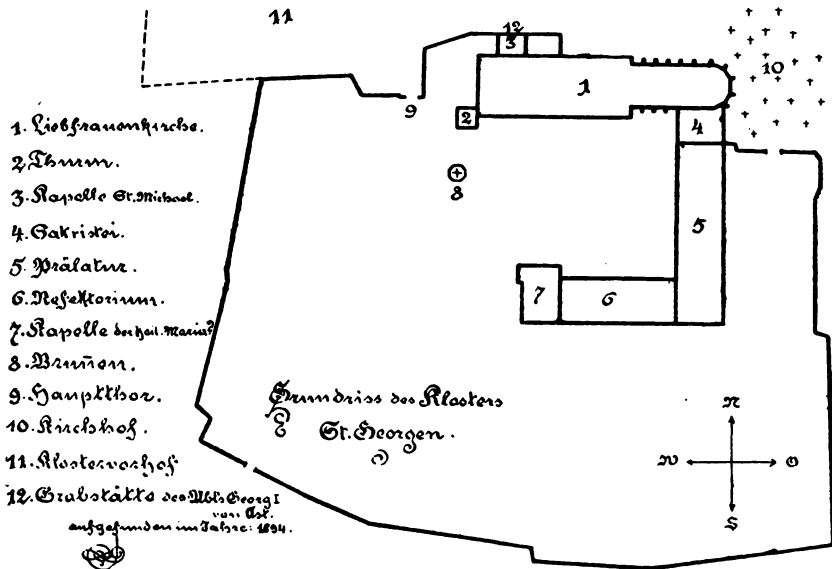 11
12
3
1
10
9
2
4
8
5
7
6
1. Liebfrauenkirche.
2. Thurm.
3. Kapelle St. Michael.
4. Sakristei.
5. Prälatur.
6. Refektorium.
7. Kapelle der heil. Maria?
8. Brunnen.
9. Hauptthor.
10. Kirchhof.
11. Klostervorhof
12. Grabstätte des Abts Georg I
von Ast.
aufgefunden im Jahre: 1894.
Grundriss des Klosters
St. Georgen.
N
W O
S